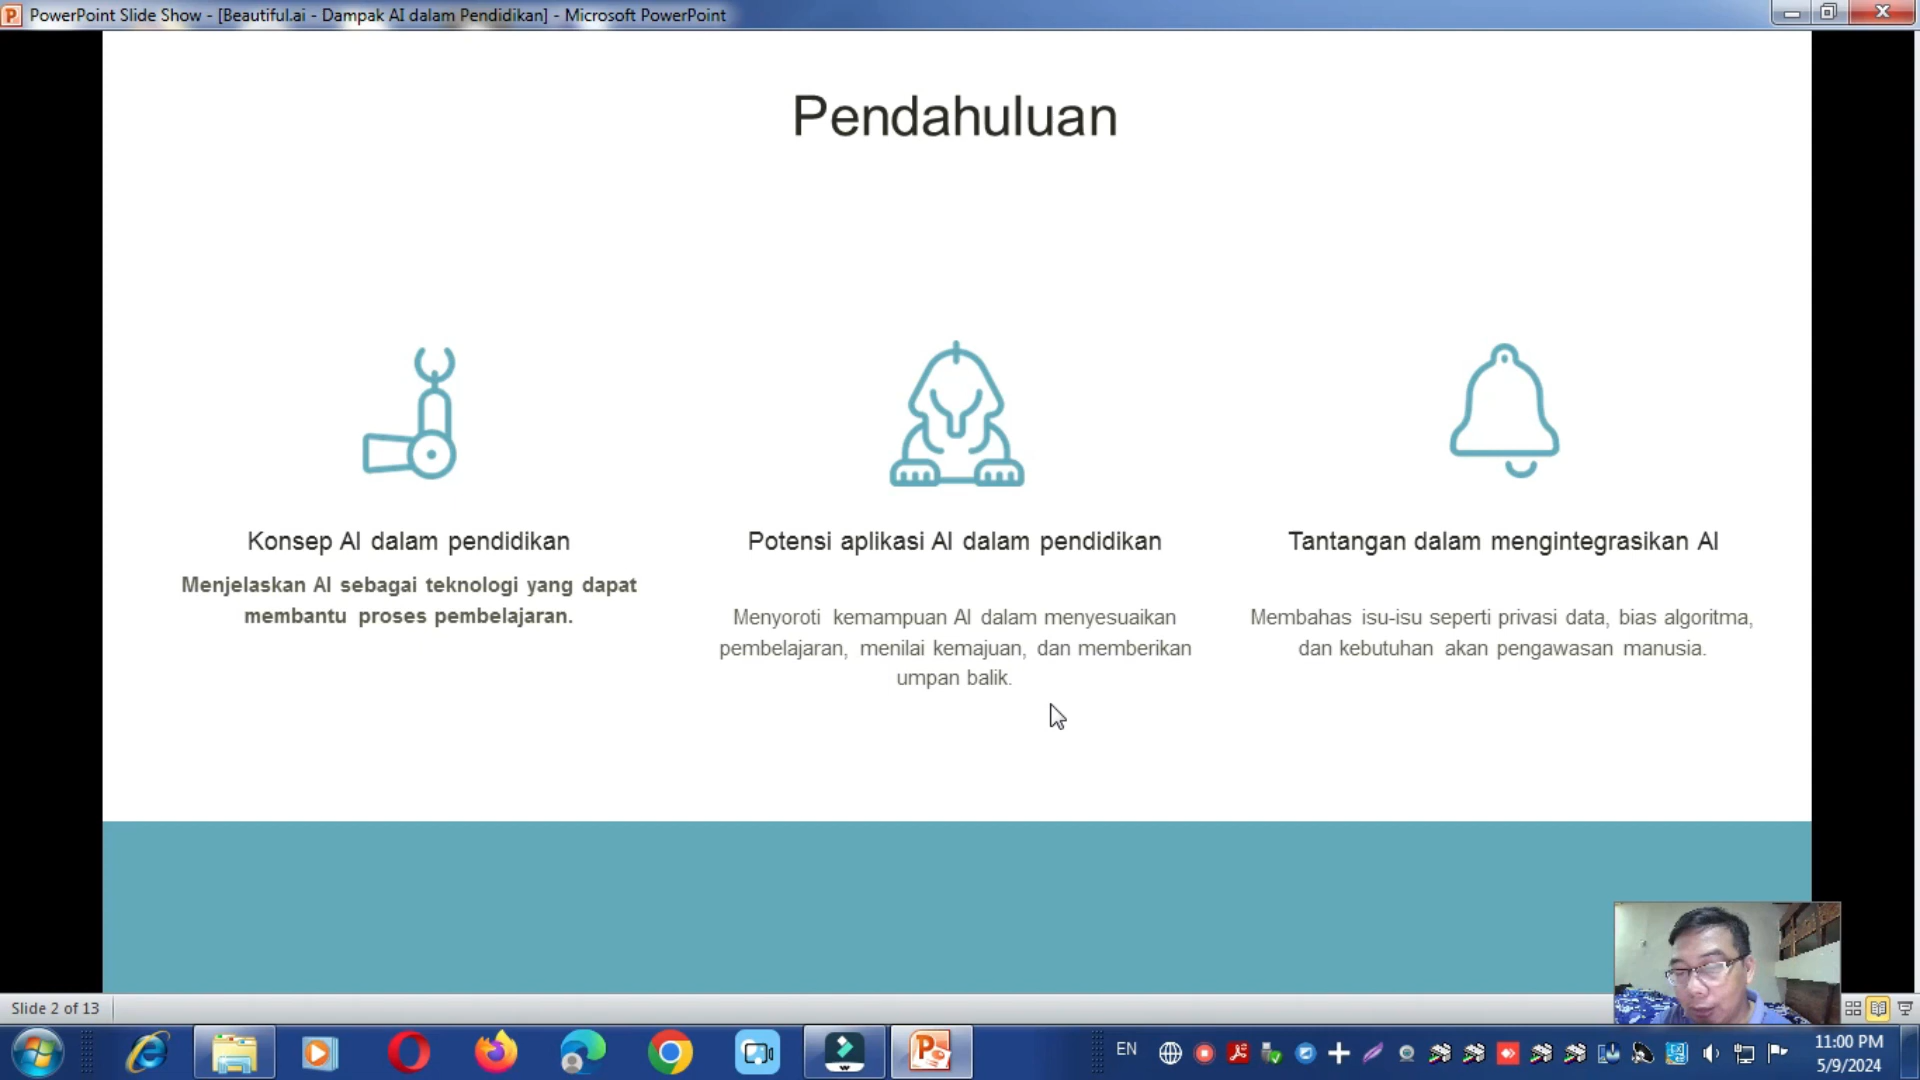 PowerPoint Slide Show - [Beautiful.ai - Dampak AI dalam Pendidikan] - Microsoft PowerPoint
Pendahuluan
Konsep AI dalam pendidikan
Menjelaskan AI sebagai teknologi yang dapat
membantu proses pembelajaran.
Potensi aplikasi AI dalam pendidikan
Menyoroti kemampuan AI dalam menyesuaikan
pembelajaran, menilai kemajuan, dan memberikan
umpan balik.
Tantangan dalam mengintegrasikan AI
Membahas isu-isu seperti privasi data, bias algoritma,
dan kebutuhan akan pengawasan manusia.
Slide 2 of 13
EN
11:00 PM
5/9/2024